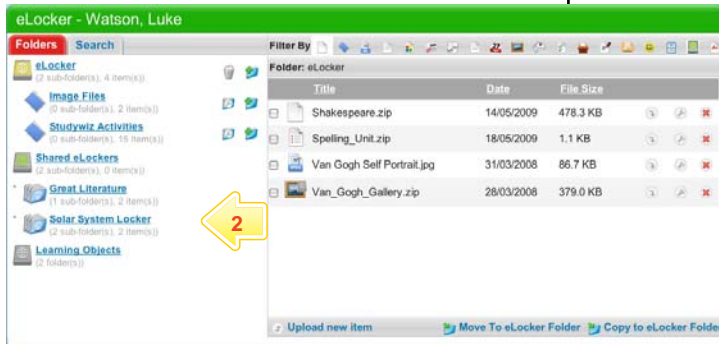 eLocker - Watson, Luke
Folders Search
eLocker
(2 sub-folder(s), 4 item(s))
Image Files
(0 sub-folder(s), 2 item(s))
Studywiz Activities
(0 sub-folder(s), 15 item(s))
Shared eLockers
(2 sub-folder(s), 0 item(s))
Great Literature
(1 sub-folder(s), 2 item(s))
Solar System Locker
(2 sub-folder(s), 2 item(s))
Learning Objects
(2 folder(s))
2
Filter By
Folder: eLocker
Title Date File Size
Shakespeare.zip 14/05/2009 478.3 KB
Spelling_Unit.zip 18/05/2009 1.1 KB
Van Gogh Self Portrait.jpg 31/03/2008 86.7 KB
Van_Gogh_Gallery.zip 28/03/2008 379.0 KB
Upload new item Move To eLocker Folder Copy to eLocker Folde